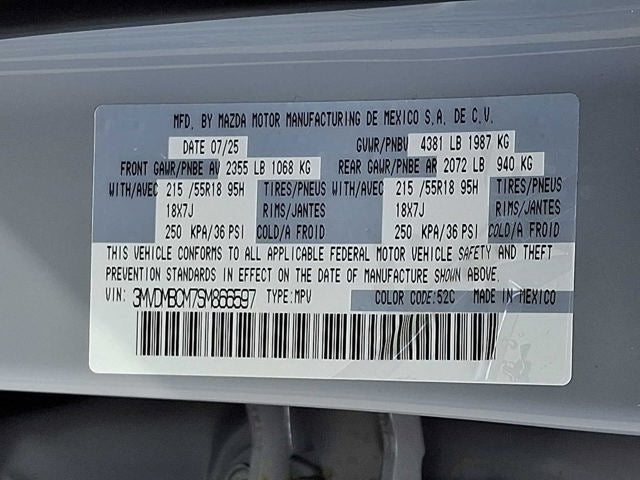 MFD. BY MAZDA MOTOR MANUFACTURING DE MEXICO S.A. DE C.V.
DATE 07/25 GVWR/PNBV 4381 LB 1987 KG
FRONT GAWR/PNBE AV 2355 LB 1068 KG REAR GAWR/PNBE AR 2072 LB 940 KG
WITH/AVEC 215 /55R18 95H TIRES/PNEUS WITH/AVEC 215 /55R18 95H TIRES/PNEUS
18X7J RIMS/JANTES 18X7J RIMS/JANTES
250 KPA/36 PSI COLD/A FROID 250 KPA/36 PSI COLD/A FROID
THIS VEHICLE CONFORMS TO ALL APPLICABLE FEDERAL MOTOR VEHICLE SAFETY AND THEFT
PREVENTION STANDARDS IN EFFECT ON THE DATE OF MANUFACTURE SHOWN ABOVE.
VIN: 3MVDMBCM7SM866597 TYPE:MPV COLOR CODE:52C MADE IN MEXICO